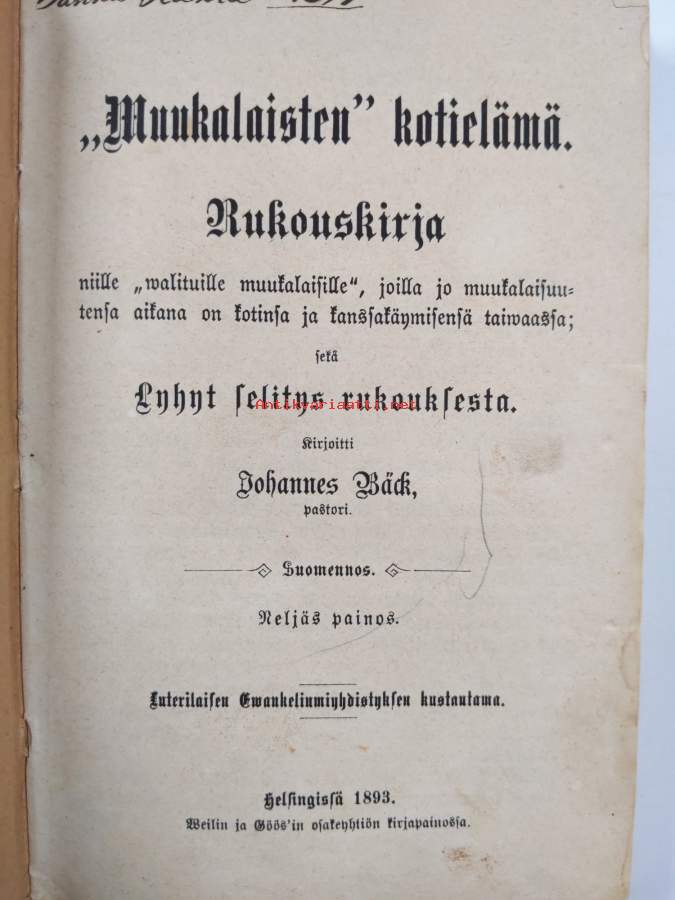 „Muukalaisten” kotielämä.
Rukouskirja
niille „walituille muukalaisille“, joilla jo muukalaisuu-
tensa aikana on kotinsa ja kanssakäymisensä taiwaassa;
sekä
Lyhyt selitys rukouksesta.
Antikvariaatti.net
Kirjoitti
Johannes Bäck,
pastori.
Suomennos.
Neljäs painos.
Luterilaisen Ewankeliumiyhdistyksen kustantama.
Helsingissä 1893.
Weilin ja Göös'in osakeyhtiön kirjapainossa.